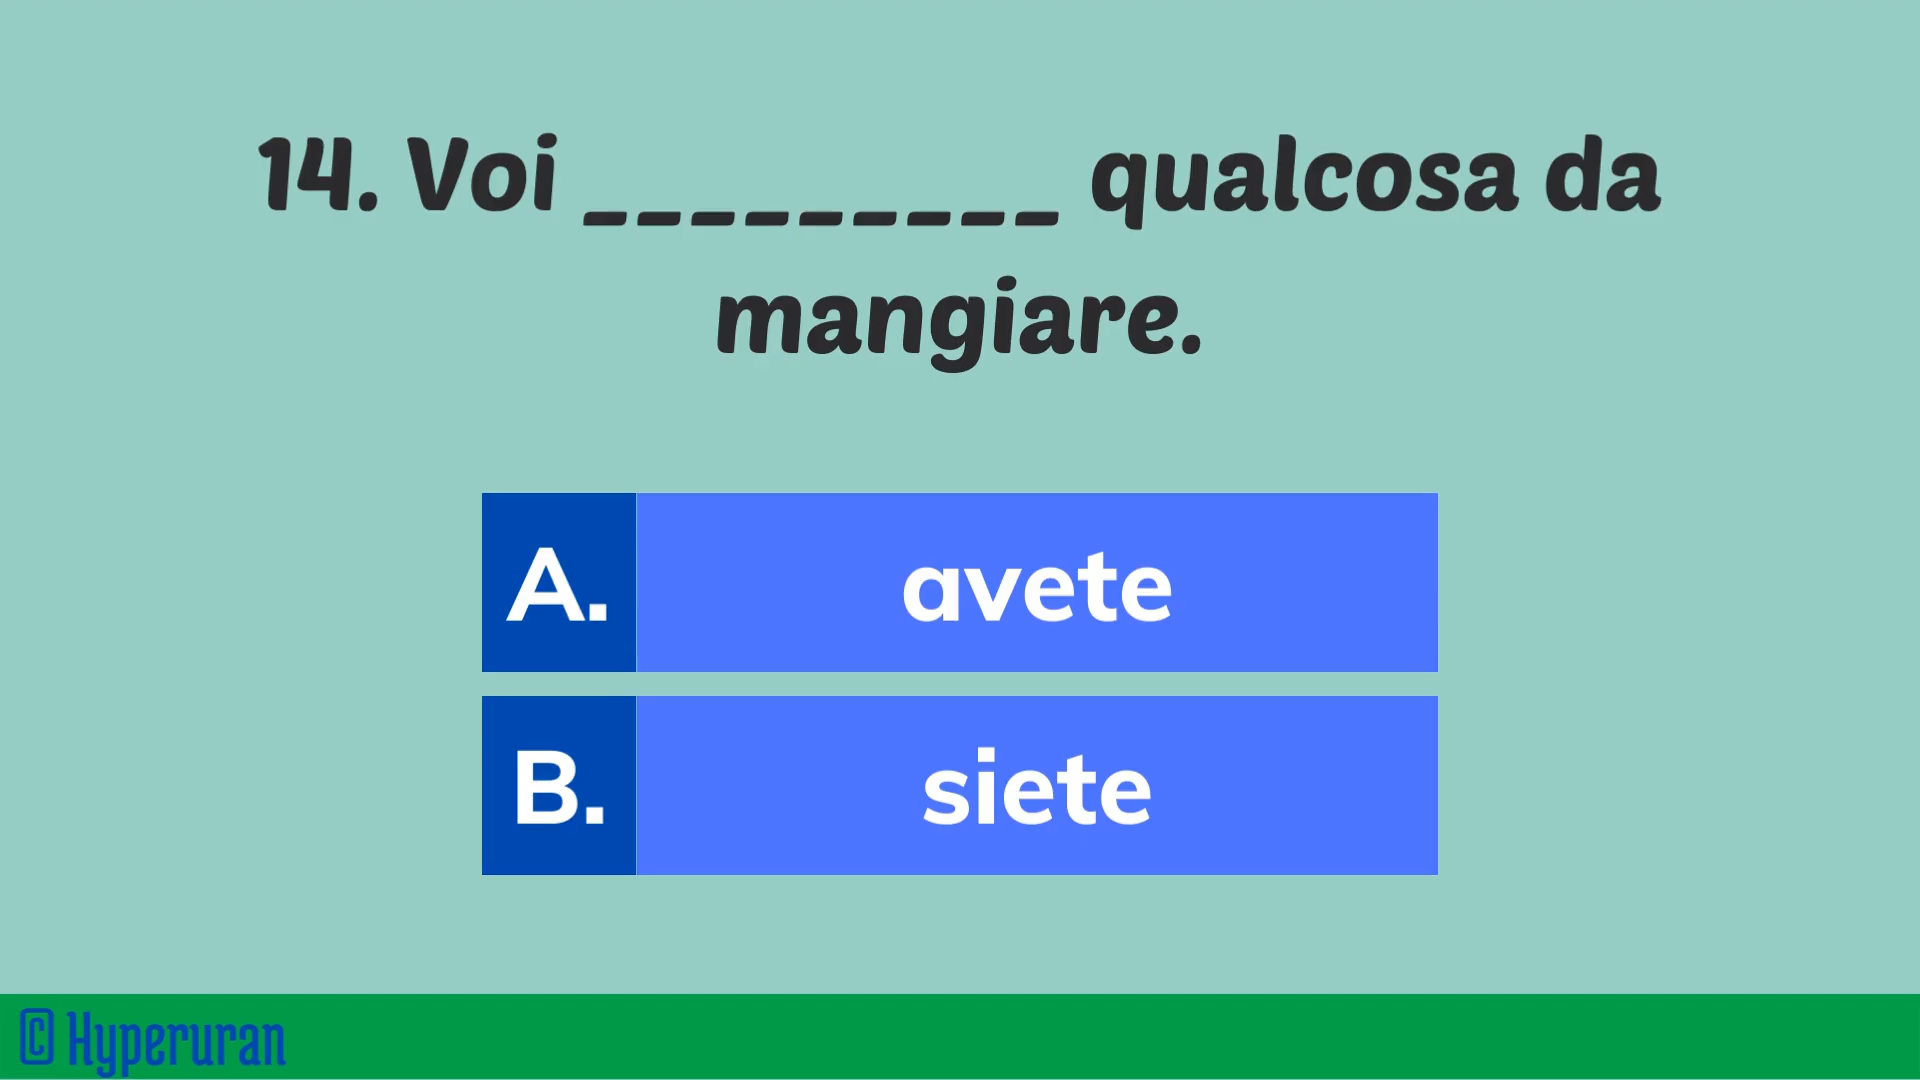 14. Voi _________ qualcosa da
mangiare.
A. avete
B. siete
© Hyperuran